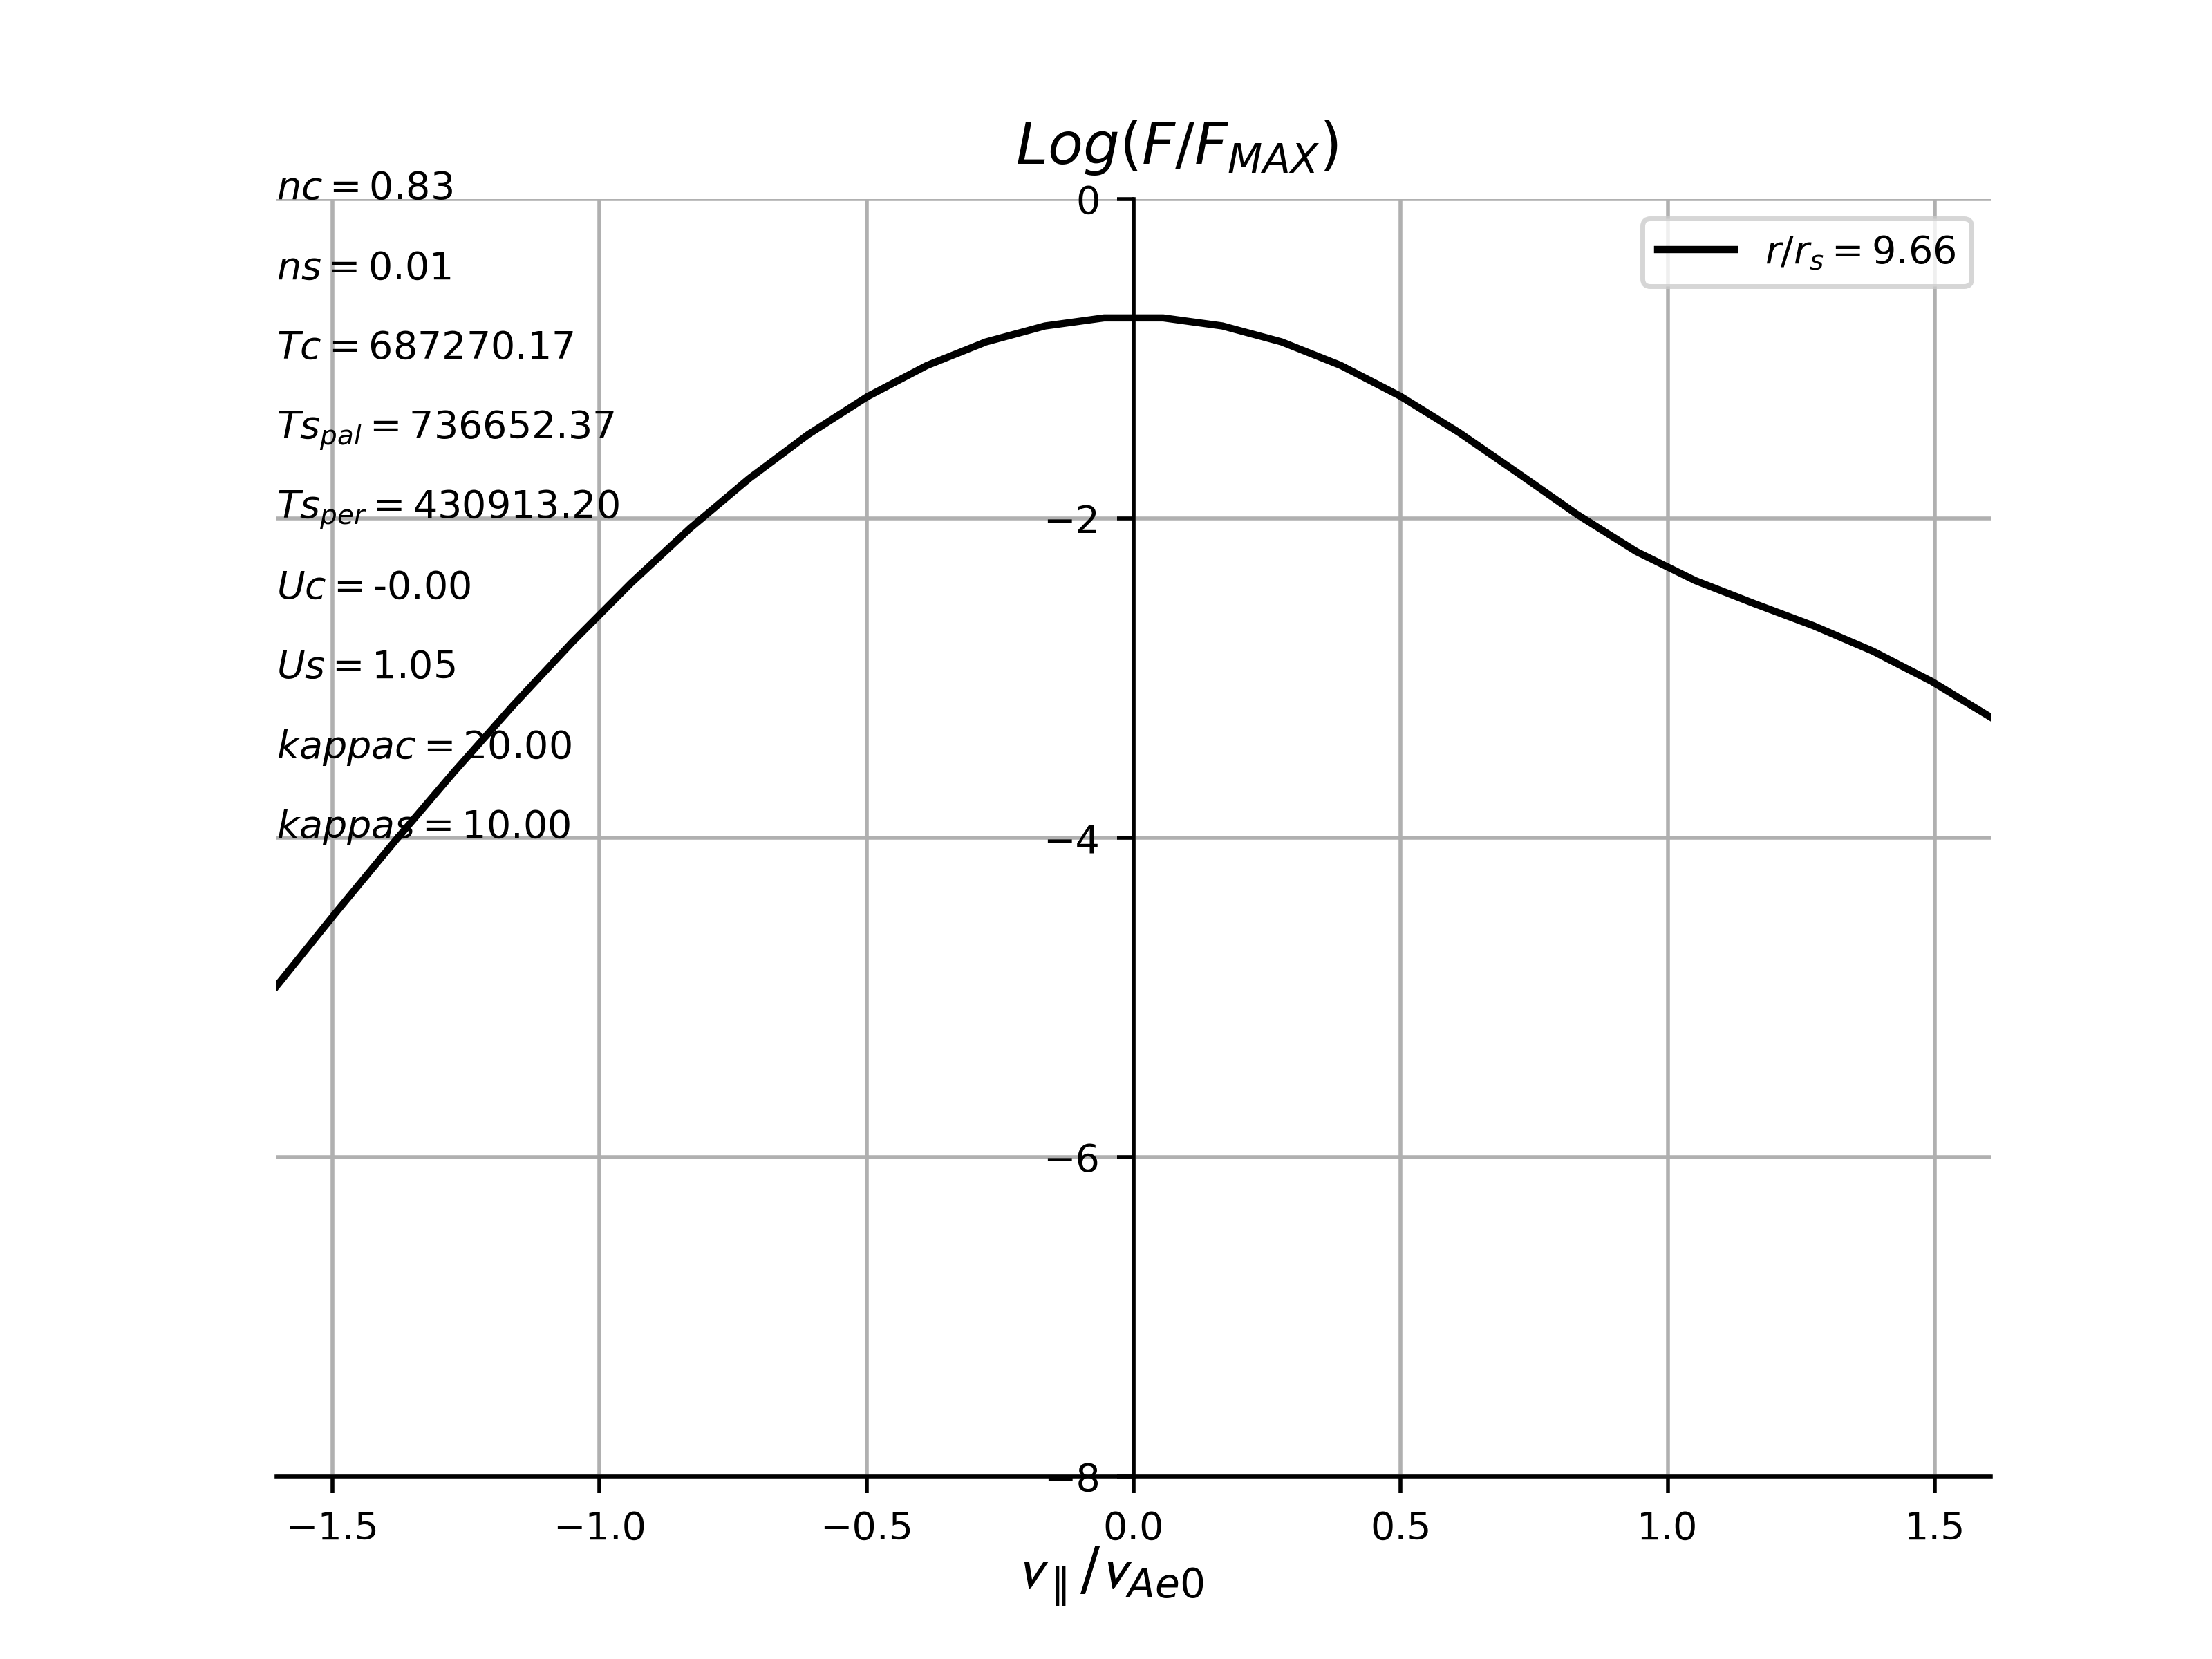 Log(F/F_MAX)
nc = 0.83
ns = 0.01
Tc = 687270.17
Ts_pal = 736652.37
Ts_per = 430913.20
Uc = -0.00
Us = 1.05
kappac = 20.00
kappas = 10.00
r/r_s = 9.66
0
−2
−4
−6
−8
−1.5 −1.0 −0.5 0.0 0.5 1.0 1.5
v_∥/v_Ae0